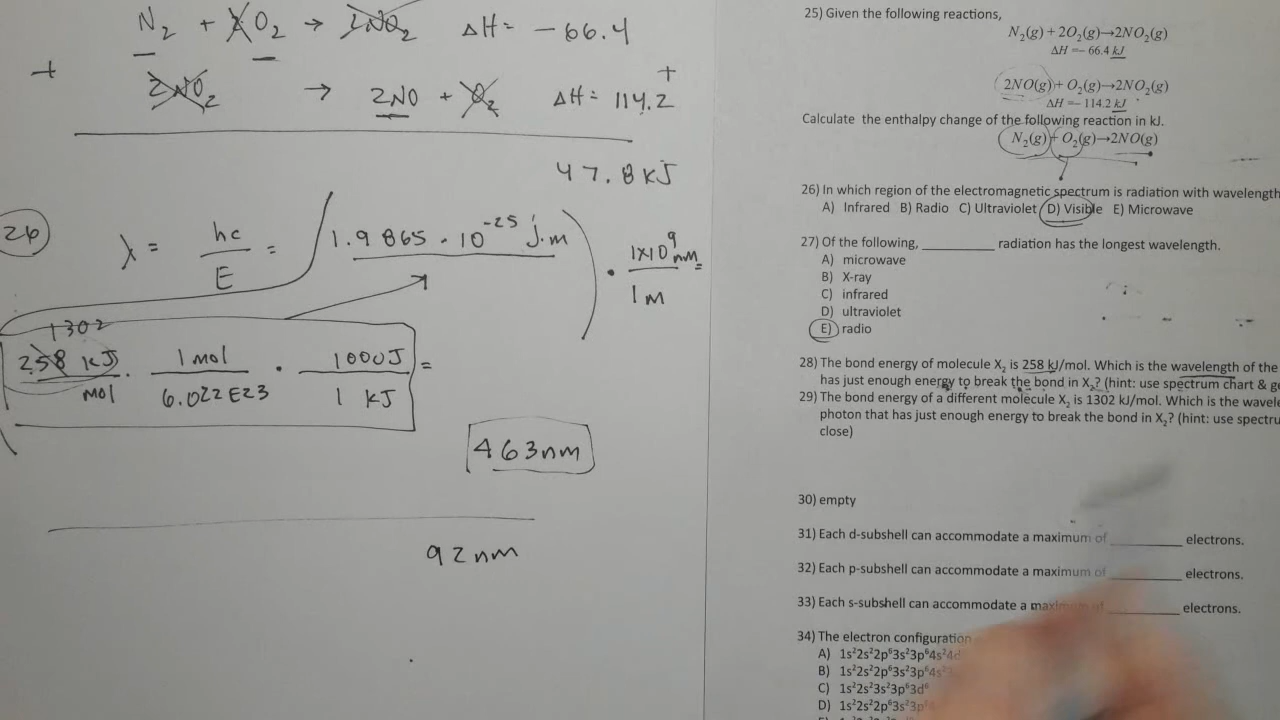 N2 + 2O2 → 2NO2 ΔH = -66.4
+ 2NO2 → 2NO + O2 ΔH = +114.2
47.8 kJ
26
λ = hc/E = (1.9865 · 10^-25 J·m) · 1x10^9 nm / 1 m =
1302
258 kJ/mol · 1 mol/6.022E23 · 1000J/1 kJ =
463nm
92 nm
25) Given the following reactions,
N2(g) + 2O2(g)→2NO2(g)
ΔH =− 66.4 kJ
2NO(g)+ O2(g)→2NO2(g)
ΔH =− 114.2 kJ
Calculate the enthalpy change of the following reaction in kJ.
N2(g)+ O2(g)→2NO(g)
26) In which region of the electromagnetic spectrum is radiation with wavelength
A) Infrared B) Radio C) Ultraviolet D) Visible E) Microwave
27) Of the following, __________ radiation has the longest wavelength.
A) microwave
B) X-ray
C) infrared
D) ultraviolet
E) radio
28) The bond energy of molecule X2 is 258 kJ/mol. Which is the wavelength of the
has just enough energy to break the bond in X2? (hint: use spectrum chart &
29) The bond energy of a different molecule X2 is 1302 kJ/mol. Which is the
photon that has just enough energy to break the bond in X2? (hint: use
close)
30) empty
31) Each d-subshell can accommodate a maximum of __________ electrons.
32) Each p-subshell can accommodate a maximum of __________ electrons.
33) Each s-subshell can accommodate a maximum of __________ electrons.
34) The electron configuration
A) 1s²2s²2p⁶3s²3p⁶4s²4d
B) 1s²2s²2p⁶3s²3p⁶4s²
C) 1s²2s²3s²3p⁶3d⁶
D) 1s²2s²2p⁶3s²3p